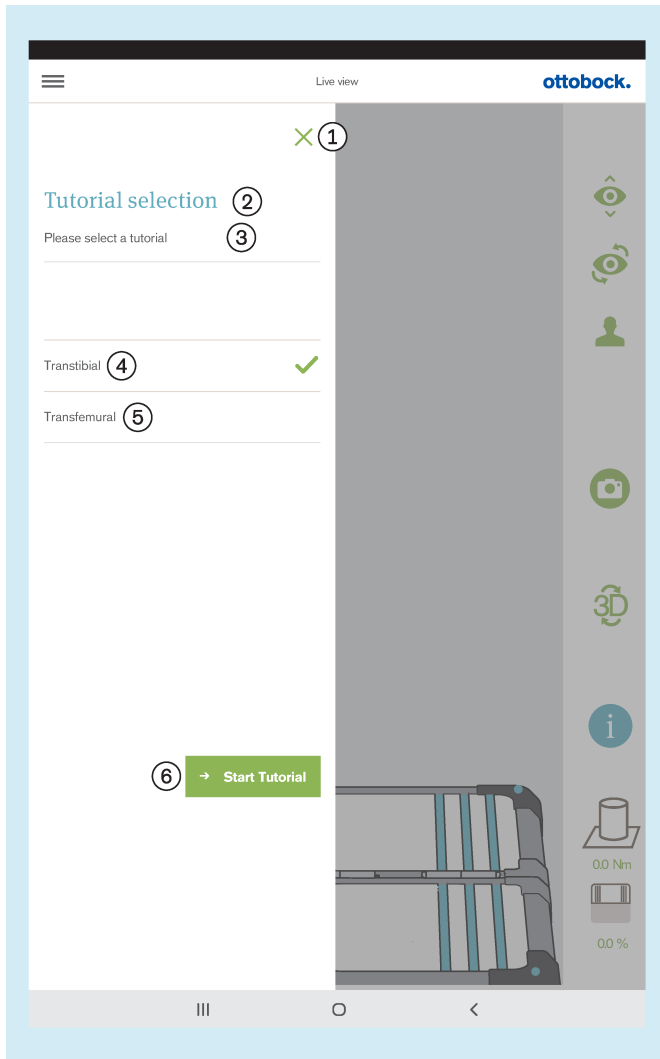 Live view
ottobock.
1
Tutorial selection 2
Please select a tutorial 3
Transtibial 4
Transfemural 5
3D
i
6 → Start Tutorial
0.0 Nm
0.0 %